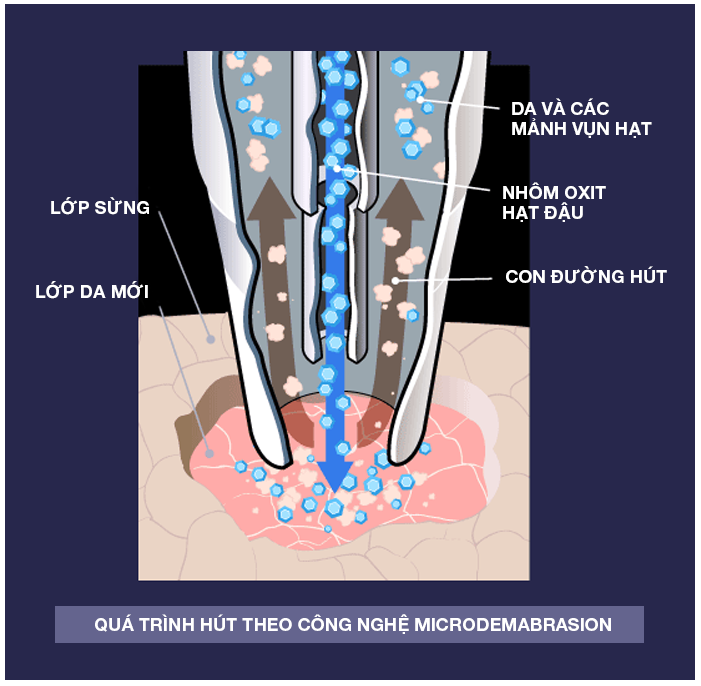 DA VÀ CÁC
MẢNH VỤN HẠT
NHÔM OXIT
HẠT ĐẬU
LỚP SỪNG
CON ĐƯỜNG HÚT
LỚP DA MỚI
QUÁ TRÌNH HÚT THEO CÔNG NGHỆ MICRODEMABRASION